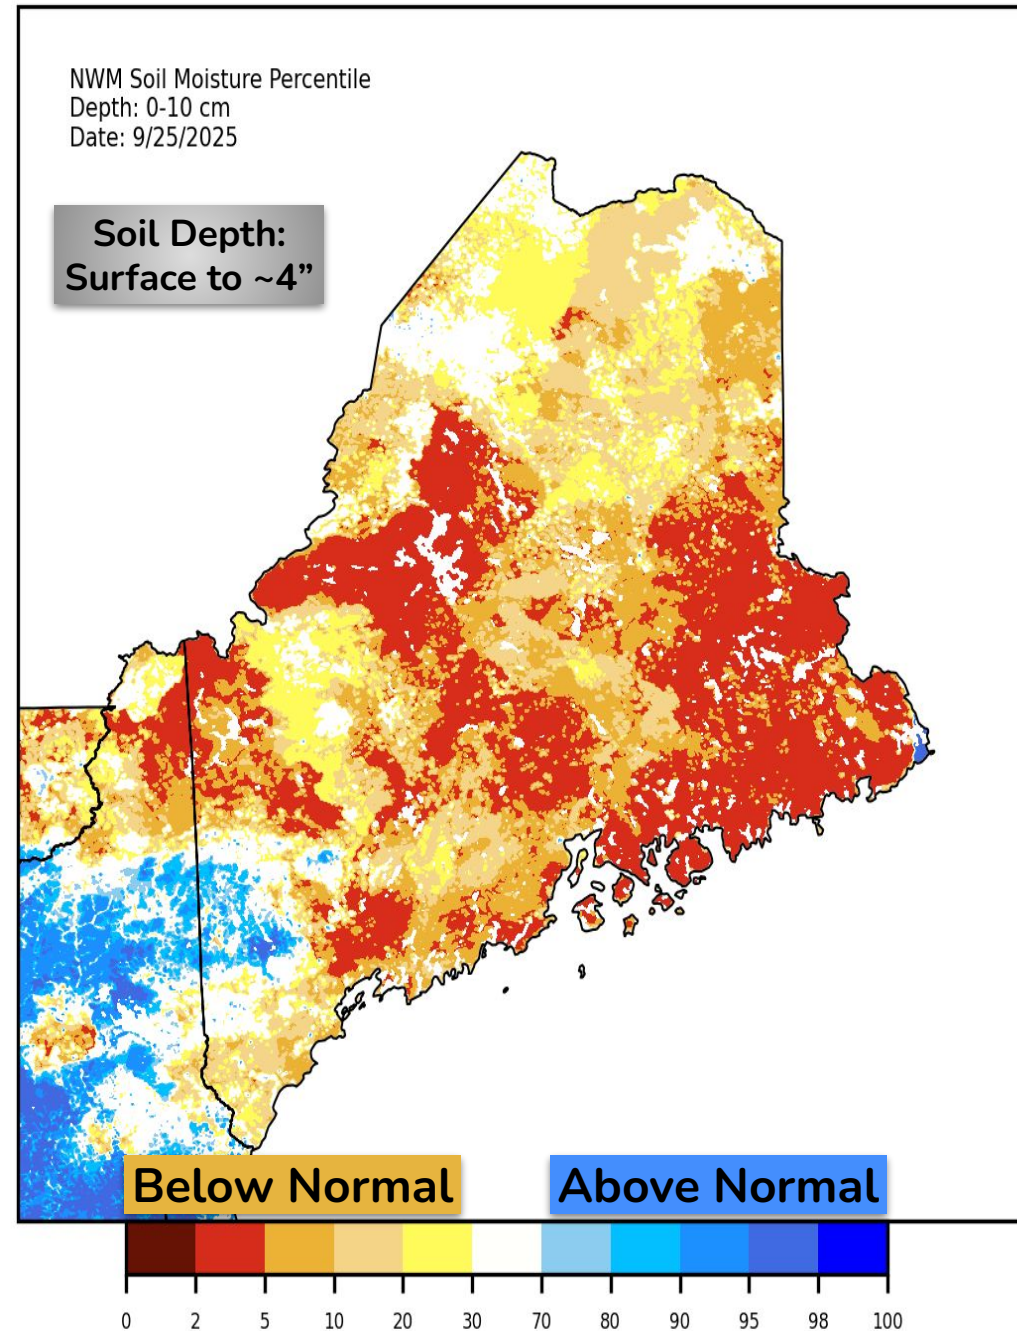 NWM Soil Moisture Percentile
Depth: 0-10 cm
Date: 9/25/2025
Soil Depth:
Surface to ~4”
Below Normal Above Normal
0 2 5 10 20 30 70 80 90 95 98 100